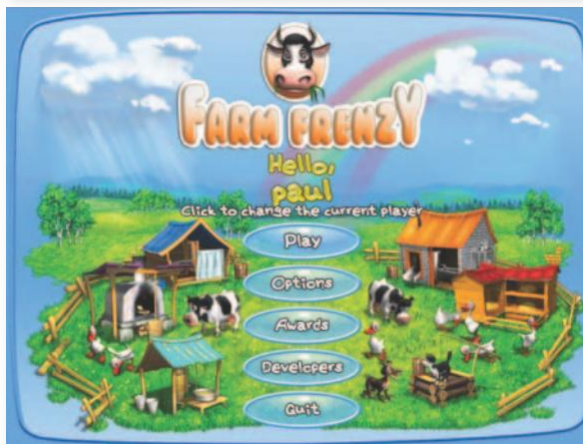 FARM FRENZY
Hello,
paul
Click to change the current player
Play
Options
Awards
Developers
Quit